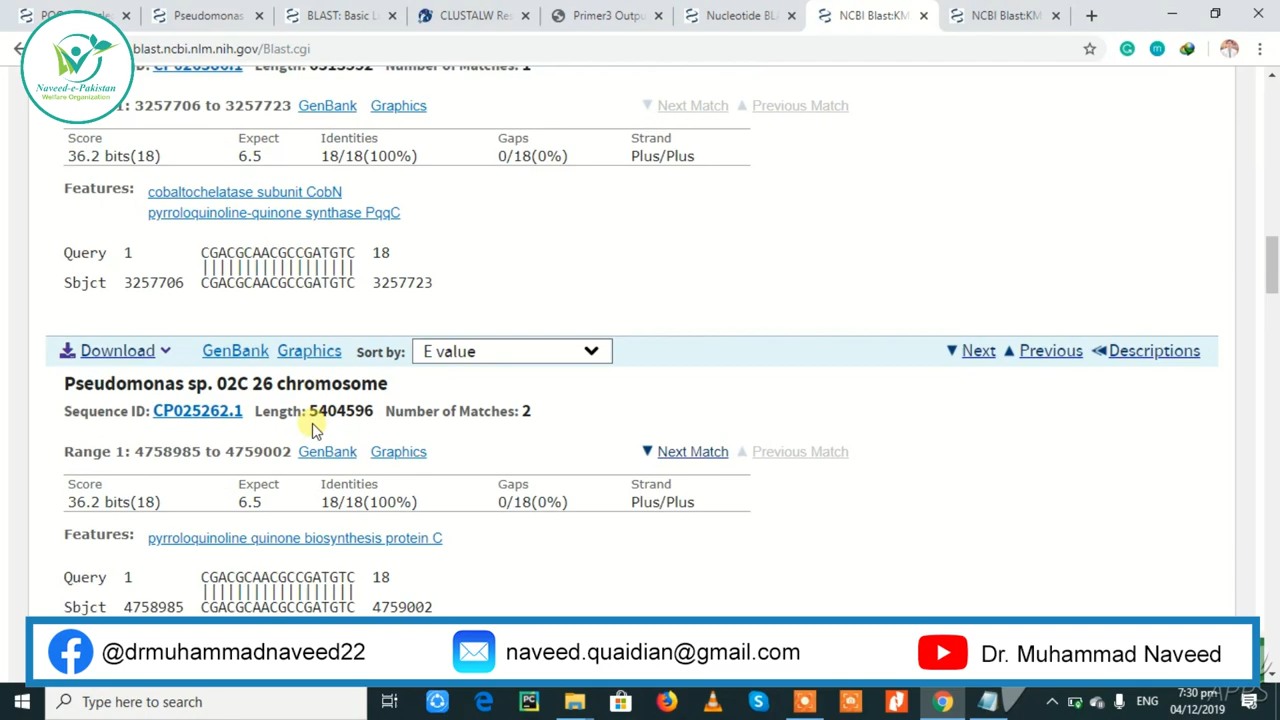 Pseudomonas
BLAST: Basic L
CLUSTALW Re
Primer3 Outpu
Nucleotide BL
NCBI Blast:KM
NCBI Blast:KM
blast.ncbi.nlm.nih.gov/Blast.cgi
Naveed-e-Pakistan
Welfare Organization
Length: Number of Matches: 1
1: 3257706 to 3257723 GenBank Graphics Next Match Previous Match
Score Expect Identities Gaps Strand
36.2 bits(18) 6.5 18/18(100%) 0/18(0%) Plus/Plus
Features: cobaltochelatase subunit CobN
pyrroloquinoline-quinone synthase PqqC
Query 1 CGACGCAACGCCGATGTC 18
Sbjct 3257706 CGACGCAACGCCGATGTC 3257723
Download GenBank Graphics Sort by: E value Next Previous Descriptions
Pseudomonas sp. 02C 26 chromosome
Sequence ID: CP025262.1 Length: 5404596 Number of Matches: 2
Range 1: 4758985 to 4759002 GenBank Graphics Next Match Previous Match
Score Expect Identities Gaps Strand
36.2 bits(18) 6.5 18/18(100%) 0/18(0%) Plus/Plus
Features: pyrroloquinoline quinone biosynthesis protein C
Query 1 CGACGCAACGCCGATGTC 18
Sbjct 4758985 CGACGCAACGCCGATGTC 4759002
@drmuhammadnaveed22 naveed.quaidian@gmail.com Dr. Muhammad Naveed
Type here to search
ENG
7:30 pm
04/12/2019
APPS